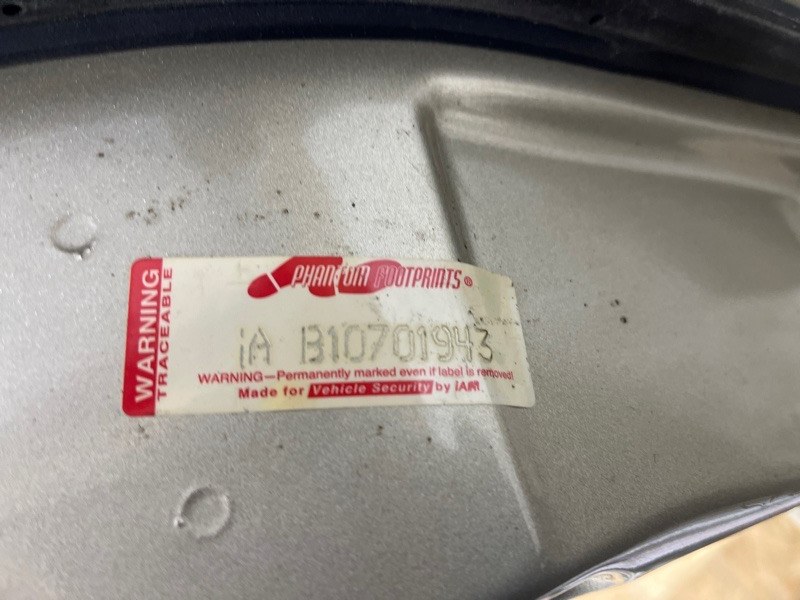 WARNING
TRACEABLE
PHANTOM FOOTPRINTS®
iA B10701943
WARNING—Permanently marked even if label is removed!
Made for Vehicle Security by iAM